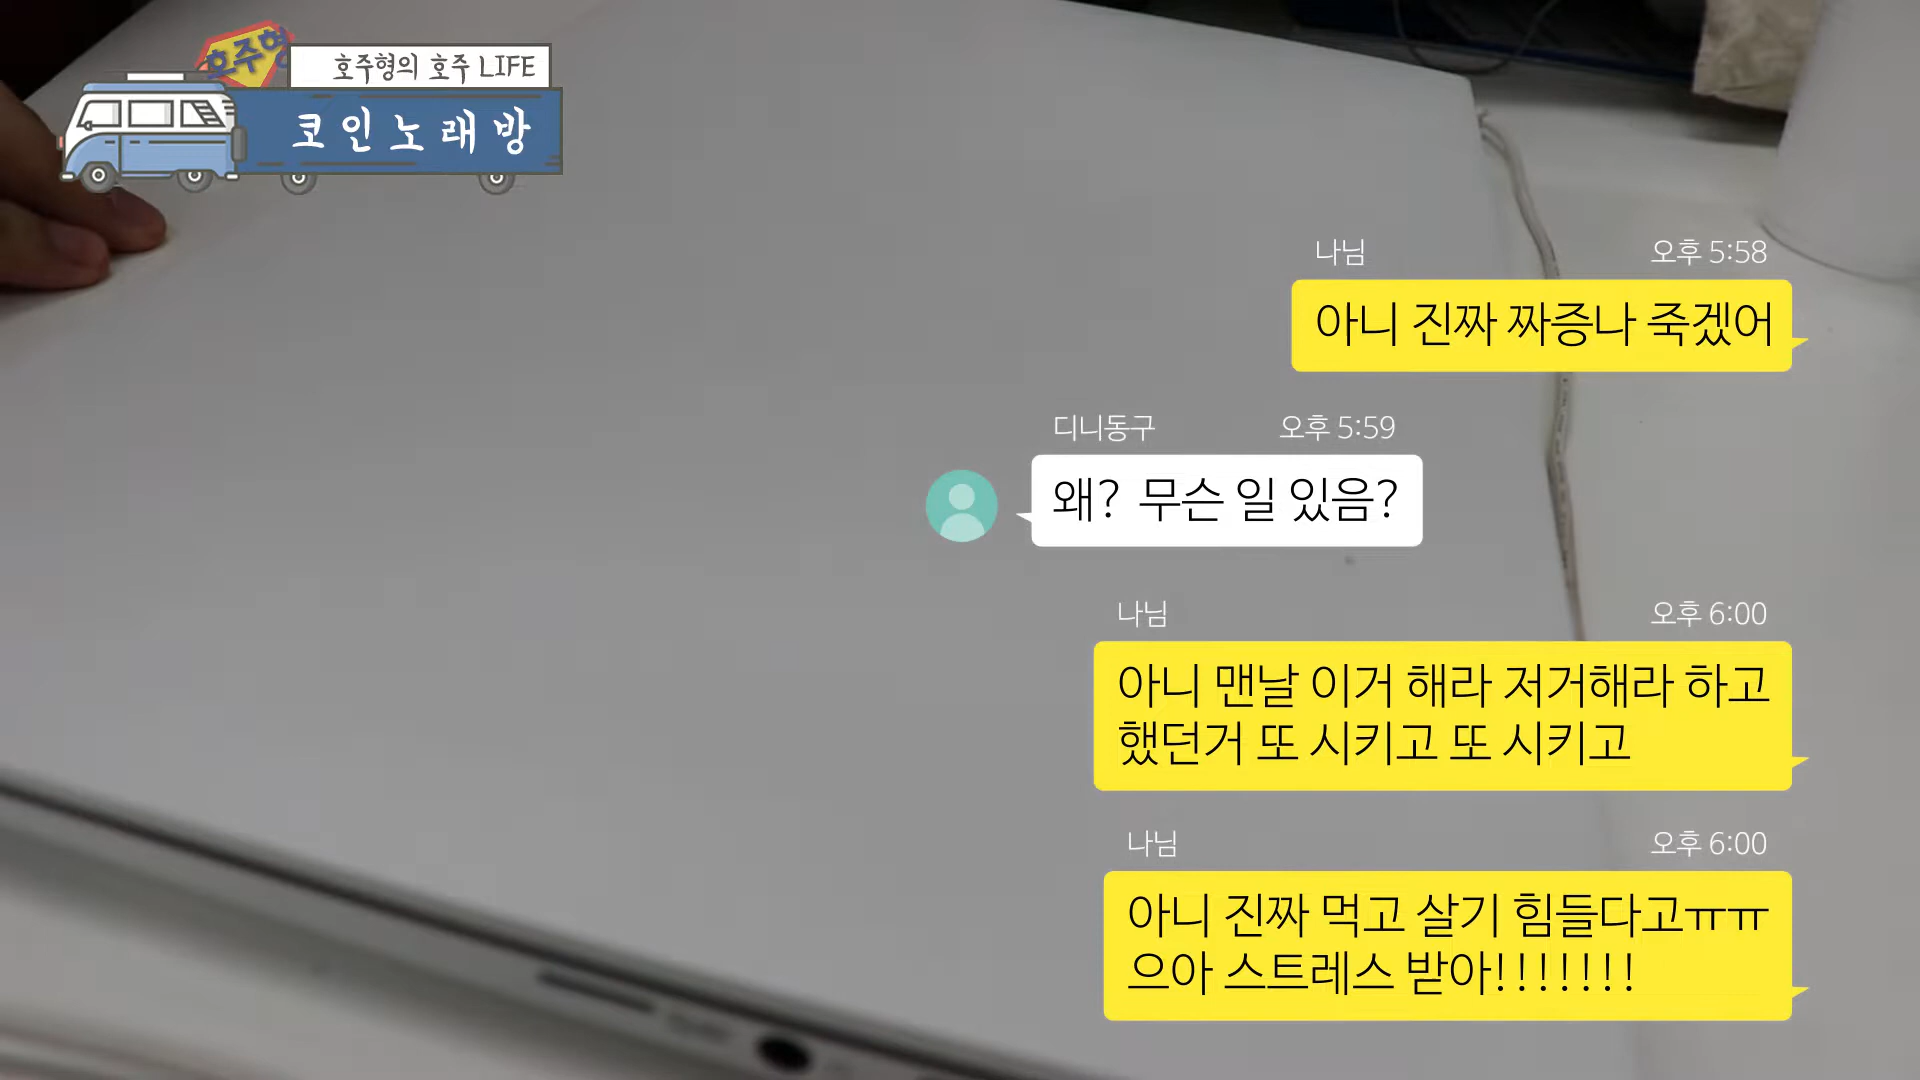 호주형
호주형의 호주 LIFE
코인노래방
나님 오후 5:58
아니 진짜 짜증나 죽겠어
디니동구 오후 5:59
왜? 무슨 일 있음?
나님 오후 6:00
아니 맨날 이거 해라 저거해라 하고
했던거 또 시키고 또 시키고
나님 오후 6:00
아니 진짜 먹고 살기 힘들다고ㅠㅠ
으아 스트레스 받아!!!!!!!